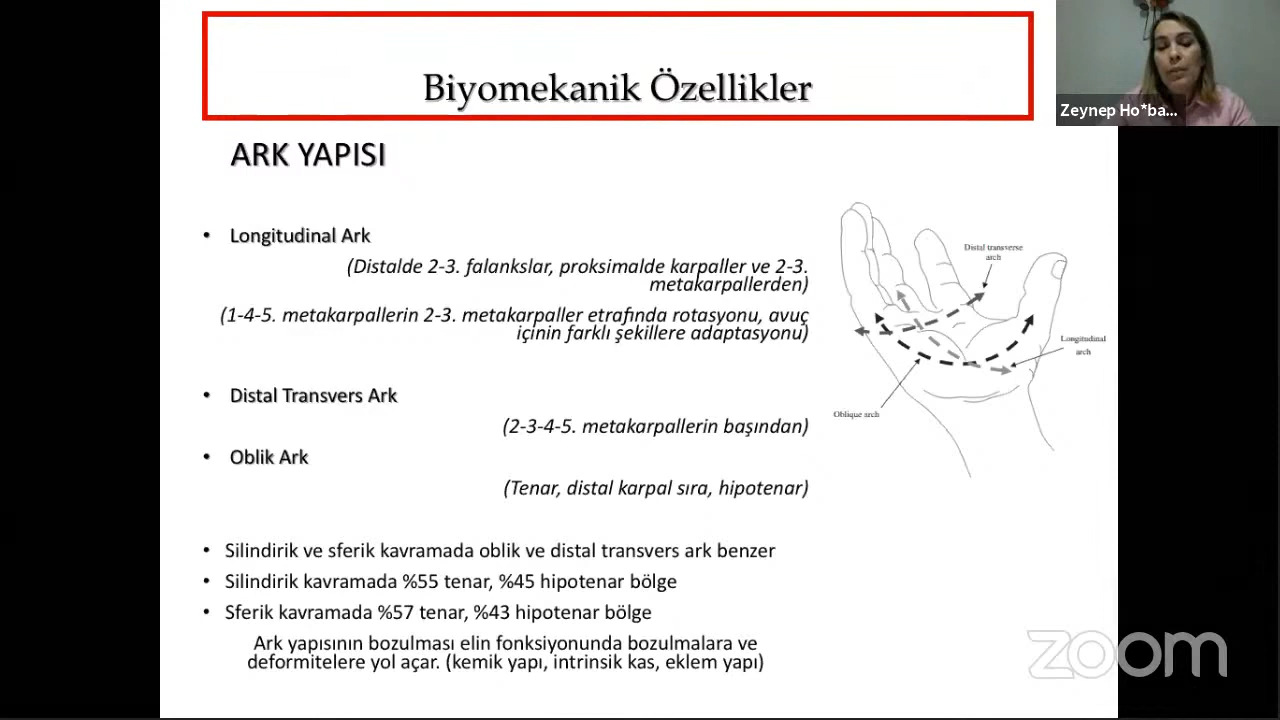 Biyomekanik Özellikler
Zeynep Ho*ba...
ARK YAPISI
• Longitudinal Ark
(Distalde 2-3. falankslar, proksimalde karpaller ve 2-3.
metakarpallerden)
(1-4-5. metakarpallerin 2-3. metakarpaller etrafında rotasyonu, avuç
içinin farklı şekillere adaptasyonu)
• Distal Transvers Ark
(2-3-4-5. metakarpallerin başından)
• Oblik Ark
(Tenar, distal karpal sıra, hipotenar)
• Silindirik ve sferik kavramada oblik ve distal transvers ark benzer
• Silindirik kavramada %55 tenar, %45 hipotenar bölge
• Sferik kavramada %57 tenar, %43 hipotenar bölge
Ark yapısının bozulması elin fonksiyonunda bozulmalara ve
deformitelere yol açar. (kemik yapı, intrinsik kas, eklem yapı)
Distal transverse
arch
Longitudinal
arch
Oblique arch
zoom